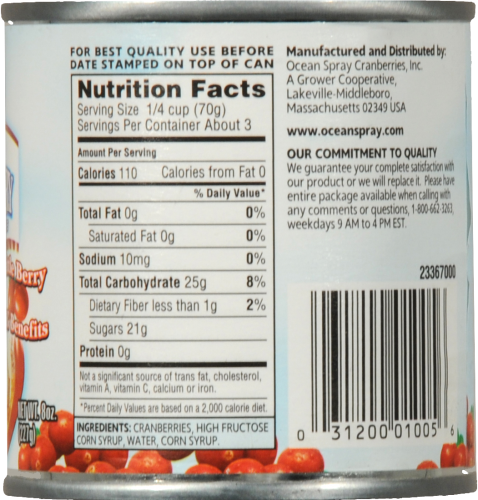 FOR BEST QUALITY USE BEFORE
DATE STAMPED ON TOP OF CAN
Nutrition Facts
Serving Size 1/4 cup (70g)
Servings Per Container About 3
Amount Per Serving
Calories 110 Calories from Fat 0
% Daily Value*
Total Fat 0g 0%
Saturated Fat 0g 0%
Sodium 10mg 0%
Total Carbohydrate 25g 8%
Dietary Fiber less than 1g 2%
Sugars 21g
Protein 0g
Not a significant source of trans fat, cholesterol,
vitamin A, vitamin C, calcium or iron.
*Percent Daily Values are based on a 2,000 calorie diet.
INGREDIENTS: CRANBERRIES, HIGH FRUCTOSE
CORN SYRUP, WATER, CORN SYRUP.
Manufactured and Distributed by:
Ocean Spray Cranberries, Inc.
A Grower Cooperative,
Lakeville-Middleboro,
Massachusetts 02349 USA
www.oceanspray.com
OUR COMMITMENT TO QUALITY
We guarantee your complete satisfaction with
our product or we will replace it. Please have
entire package available when calling with
any comments or questions, 1-800-662-3263,
weekdays 9 AM to 4 PM EST.
23367000
0 31200 01005 6
Berry
Benefits
NET WT. 8oz.
(227g)